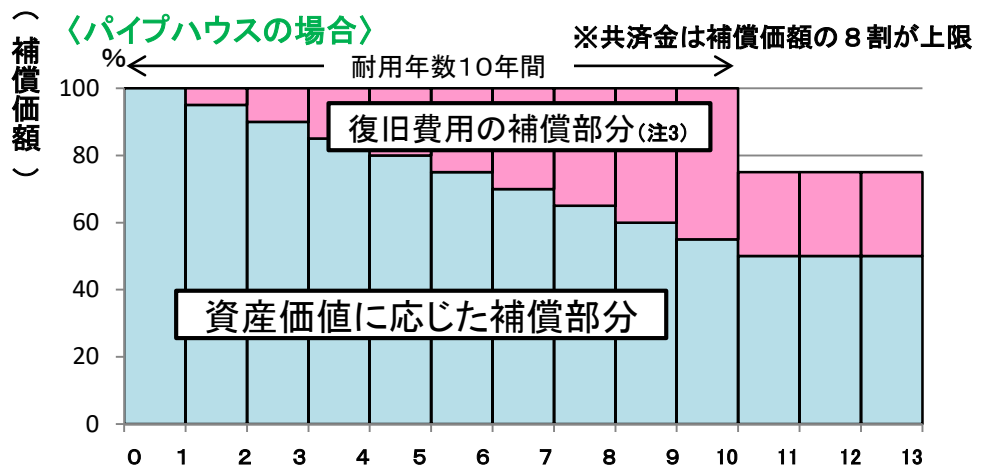 〈パイプハウスの場合〉
※共済金は補償価額の８割が上限
（補償価額）
%
耐用年数１０年間
100
80
60
40
20
0
復旧費用の補償部分(注3)
資産価値に応じた補償部分
0 1 2 3 4 5 6 7 8 9 10 11 12 13